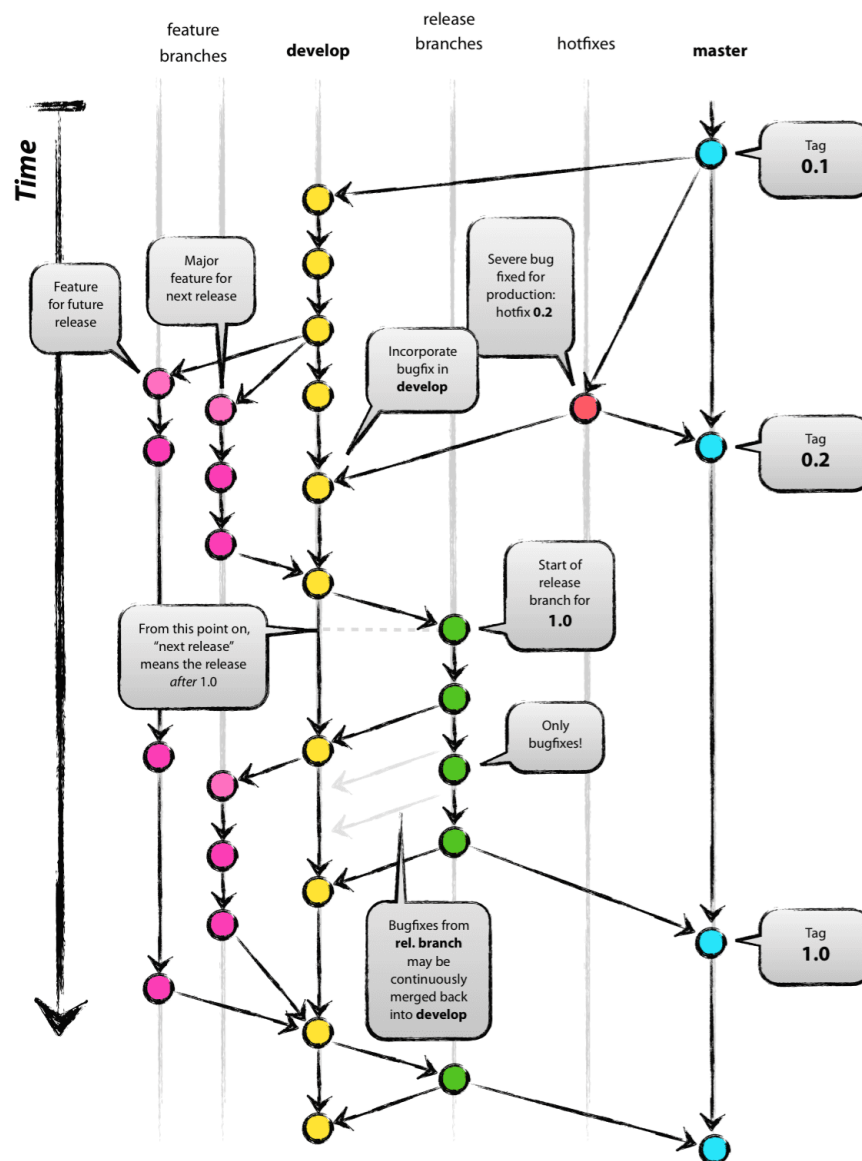 feature
branches
develop
release
branches
hotfixes
master
Time
Tag
0.1
Major
feature for
next release
Feature
for future
release
Severe bug
fixed for
production:
hotfix 0.2
Incorporate
bugfix in
develop
Tag
0.2
Start of
release
branch for
1.0
From this point on,
“next release”
means the release
after 1.0
Only
bugfixes!
Bugfixes from
rel. branch
may be
continuously
merged back
into develop
Tag
1.0